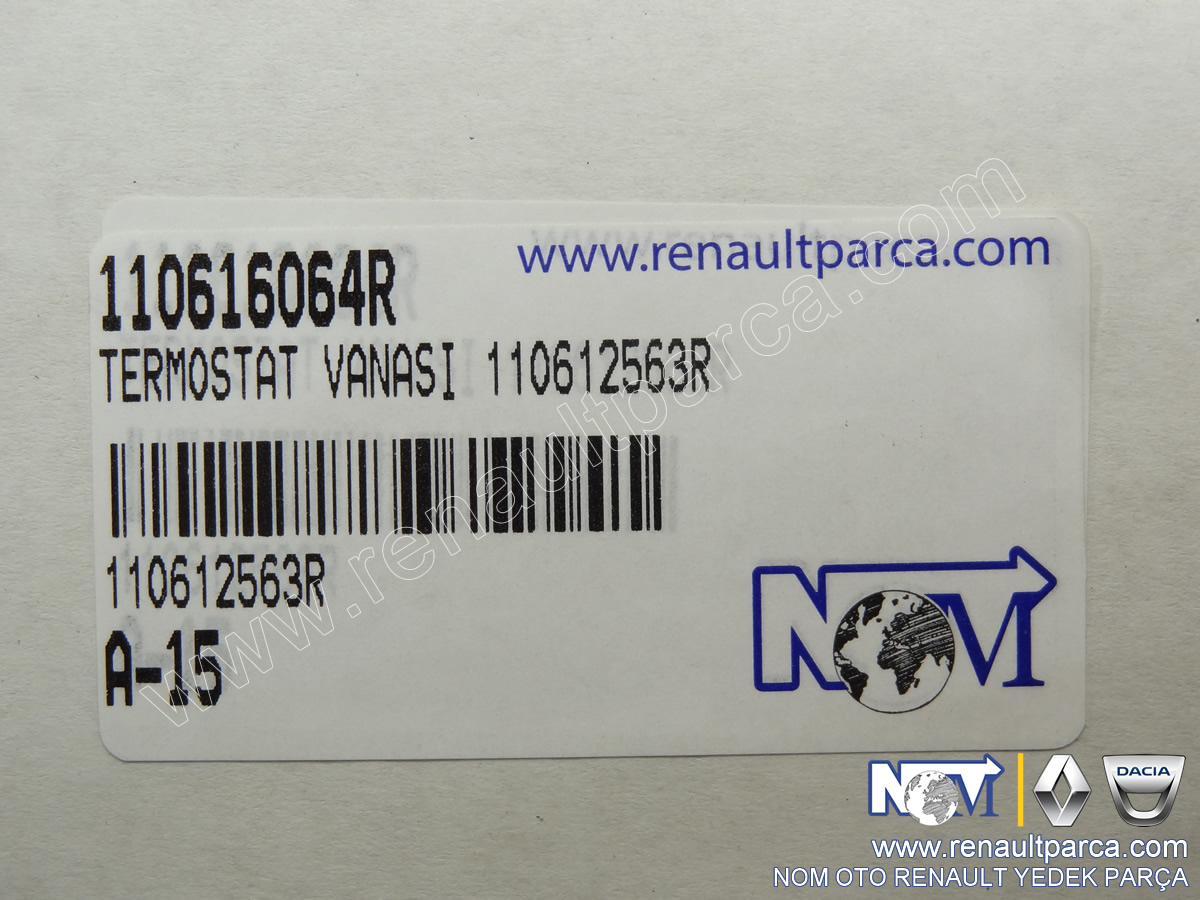 www.renaultparca.com
110616064R
TERMOSTAT VANASI 110612563R
110612563R
A-15
NOM
www.renaultparca.com
NOM
DACIA
www.renaultparca.com
NOM OTO RENAULT YEDEK PARÇA